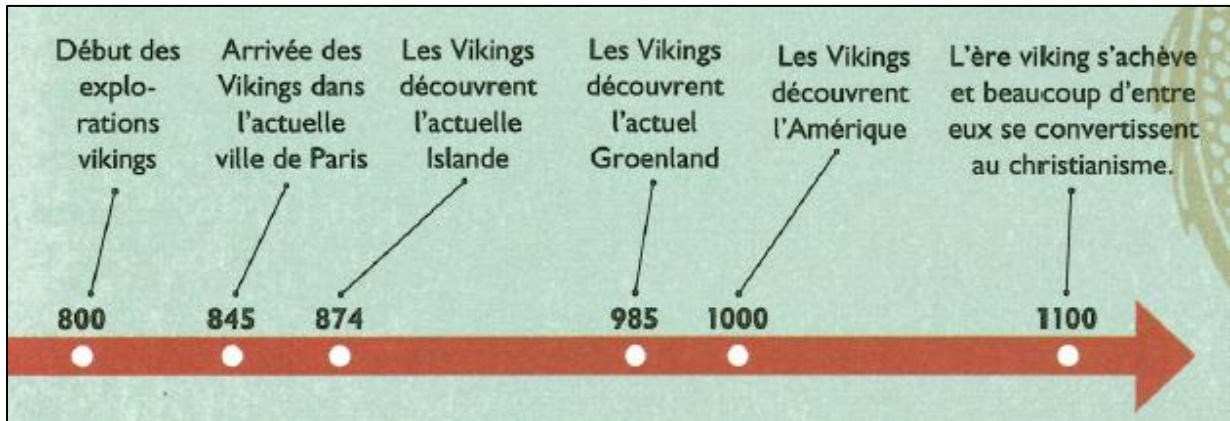 Début des
explo-
rations
vikings
Arrivée des
Vikings dans
l'actuelle
ville de Paris
Les Vikings
découvrent
l'actuelle
Islande
Les Vikings
découvrent
l'actuel
Groenland
Les Vikings
découvrent
l'Amérique
L'ère viking s'achève
et beaucoup d'entre
eux se convertissent
au christianisme.
800
845
874
985
1000
1100